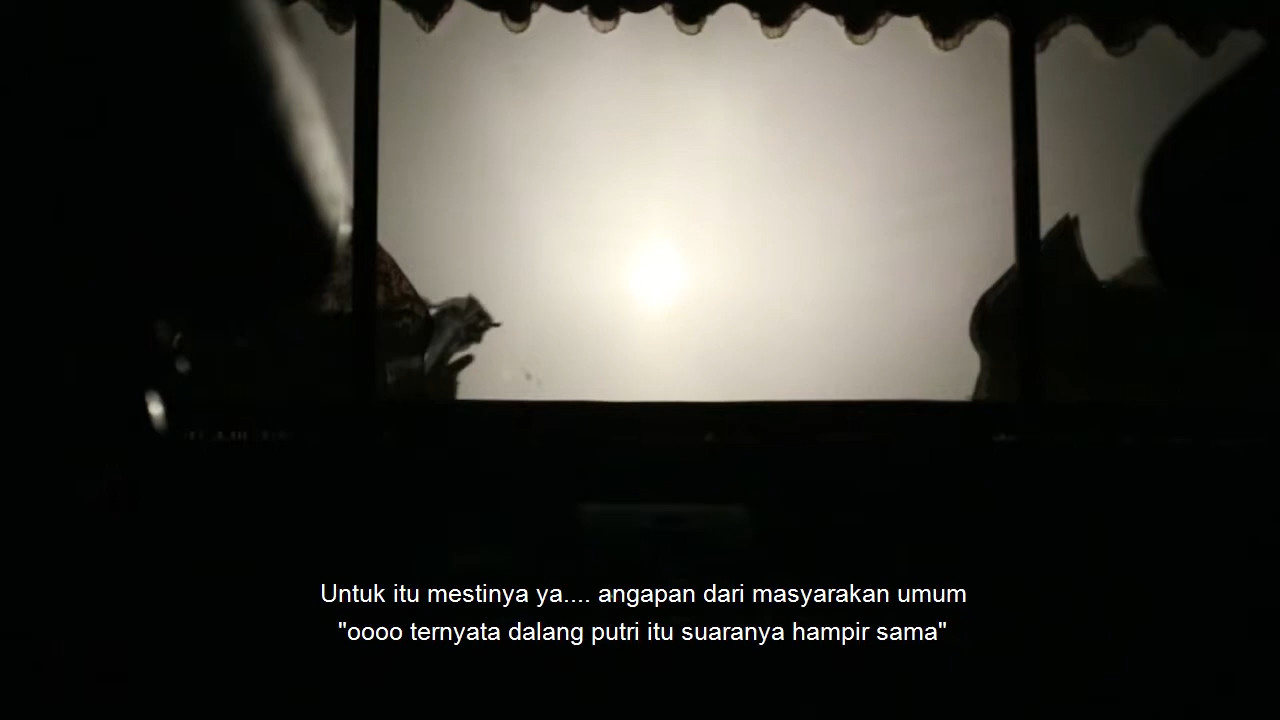 Untuk itu mestinya ya.... angapan dari masyarakan umum
"oooo ternyata dalang putri itu suaranya hampir sama"